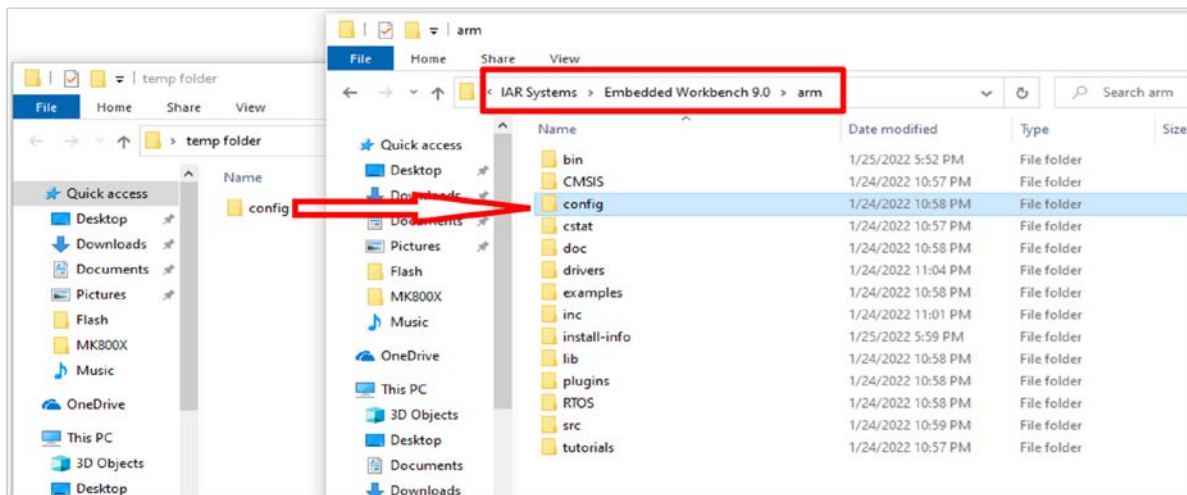 temp folder
File Home Share View
temp folder
Quick access
Desktop
Downloads
Documents
Pictures
Flash
MK800X
Music
OneDrive
This PC
3D Objects
Desktop
Name
config
arm
File Home Share View
IAR Systems > Embedded Workbench 9.0 > arm
Search arm
Quick access
Desktop
Downloads
Documents
Pictures
Flash
MK800X
Music
OneDrive
This PC
3D Objects
Desktop
Documents
Downloads
Name Date modified Type Size
bin 1/25/2022 5:52 PM File folder
CMSIS 1/24/2022 10:57 PM File folder
config 1/24/2022 10:58 PM File folder
cstat 1/24/2022 10:57 PM File folder
doc 1/24/2022 10:58 PM File folder
drivers 1/24/2022 11:04 PM File folder
examples 1/24/2022 10:58 PM File folder
inc 1/24/2022 11:01 PM File folder
install-info 1/25/2022 5:59 PM File folder
lib 1/24/2022 10:58 PM File folder
plugins 1/24/2022 10:58 PM File folder
RTOS 1/24/2022 10:58 PM File folder
src 1/24/2022 10:59 PM File folder
tutorials 1/24/2022 10:57 PM File folder